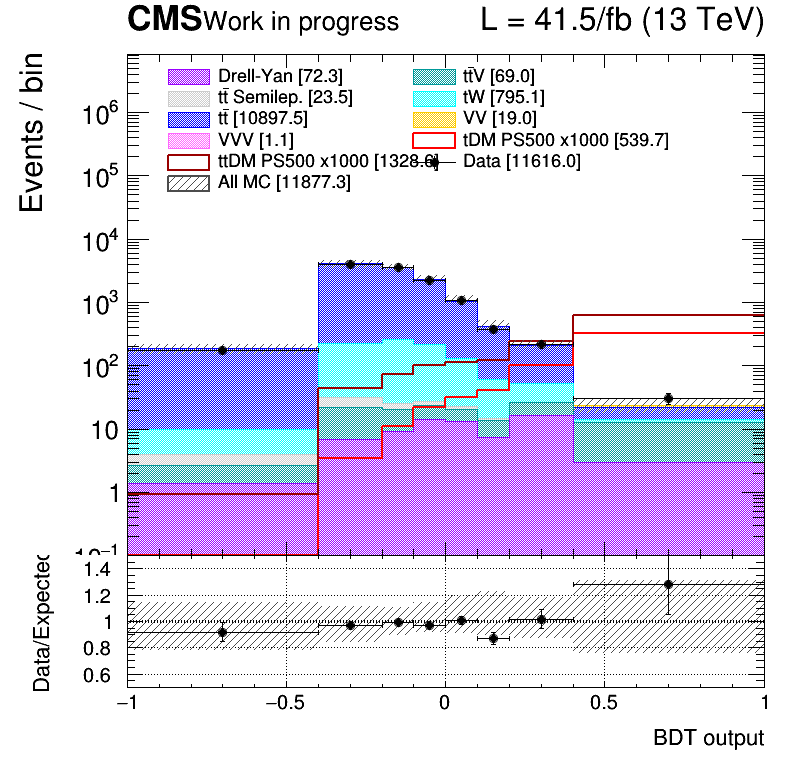 CMS Work in progress L = 41.5/fb (13 TeV)
Events / bin
Drell-Yan [72.3] tt̄V [69.0]
tt̄ Semilep. [23.5] tW [795.1]
tt̄ [10897.5] VV [19.0]
VVV [1.1] tDM PS500 x1000 [539.7]
ttDM PS500 x1000 [1328.6] Data [11616.0]
All MC [11877.3]
10⁶
10⁵
10⁴
10³
10²
10
1
10⁻¹
Data/Expected
1.4
1.2
1
0.8
0.6
−1 −0.5 0 0.5 1
BDT output